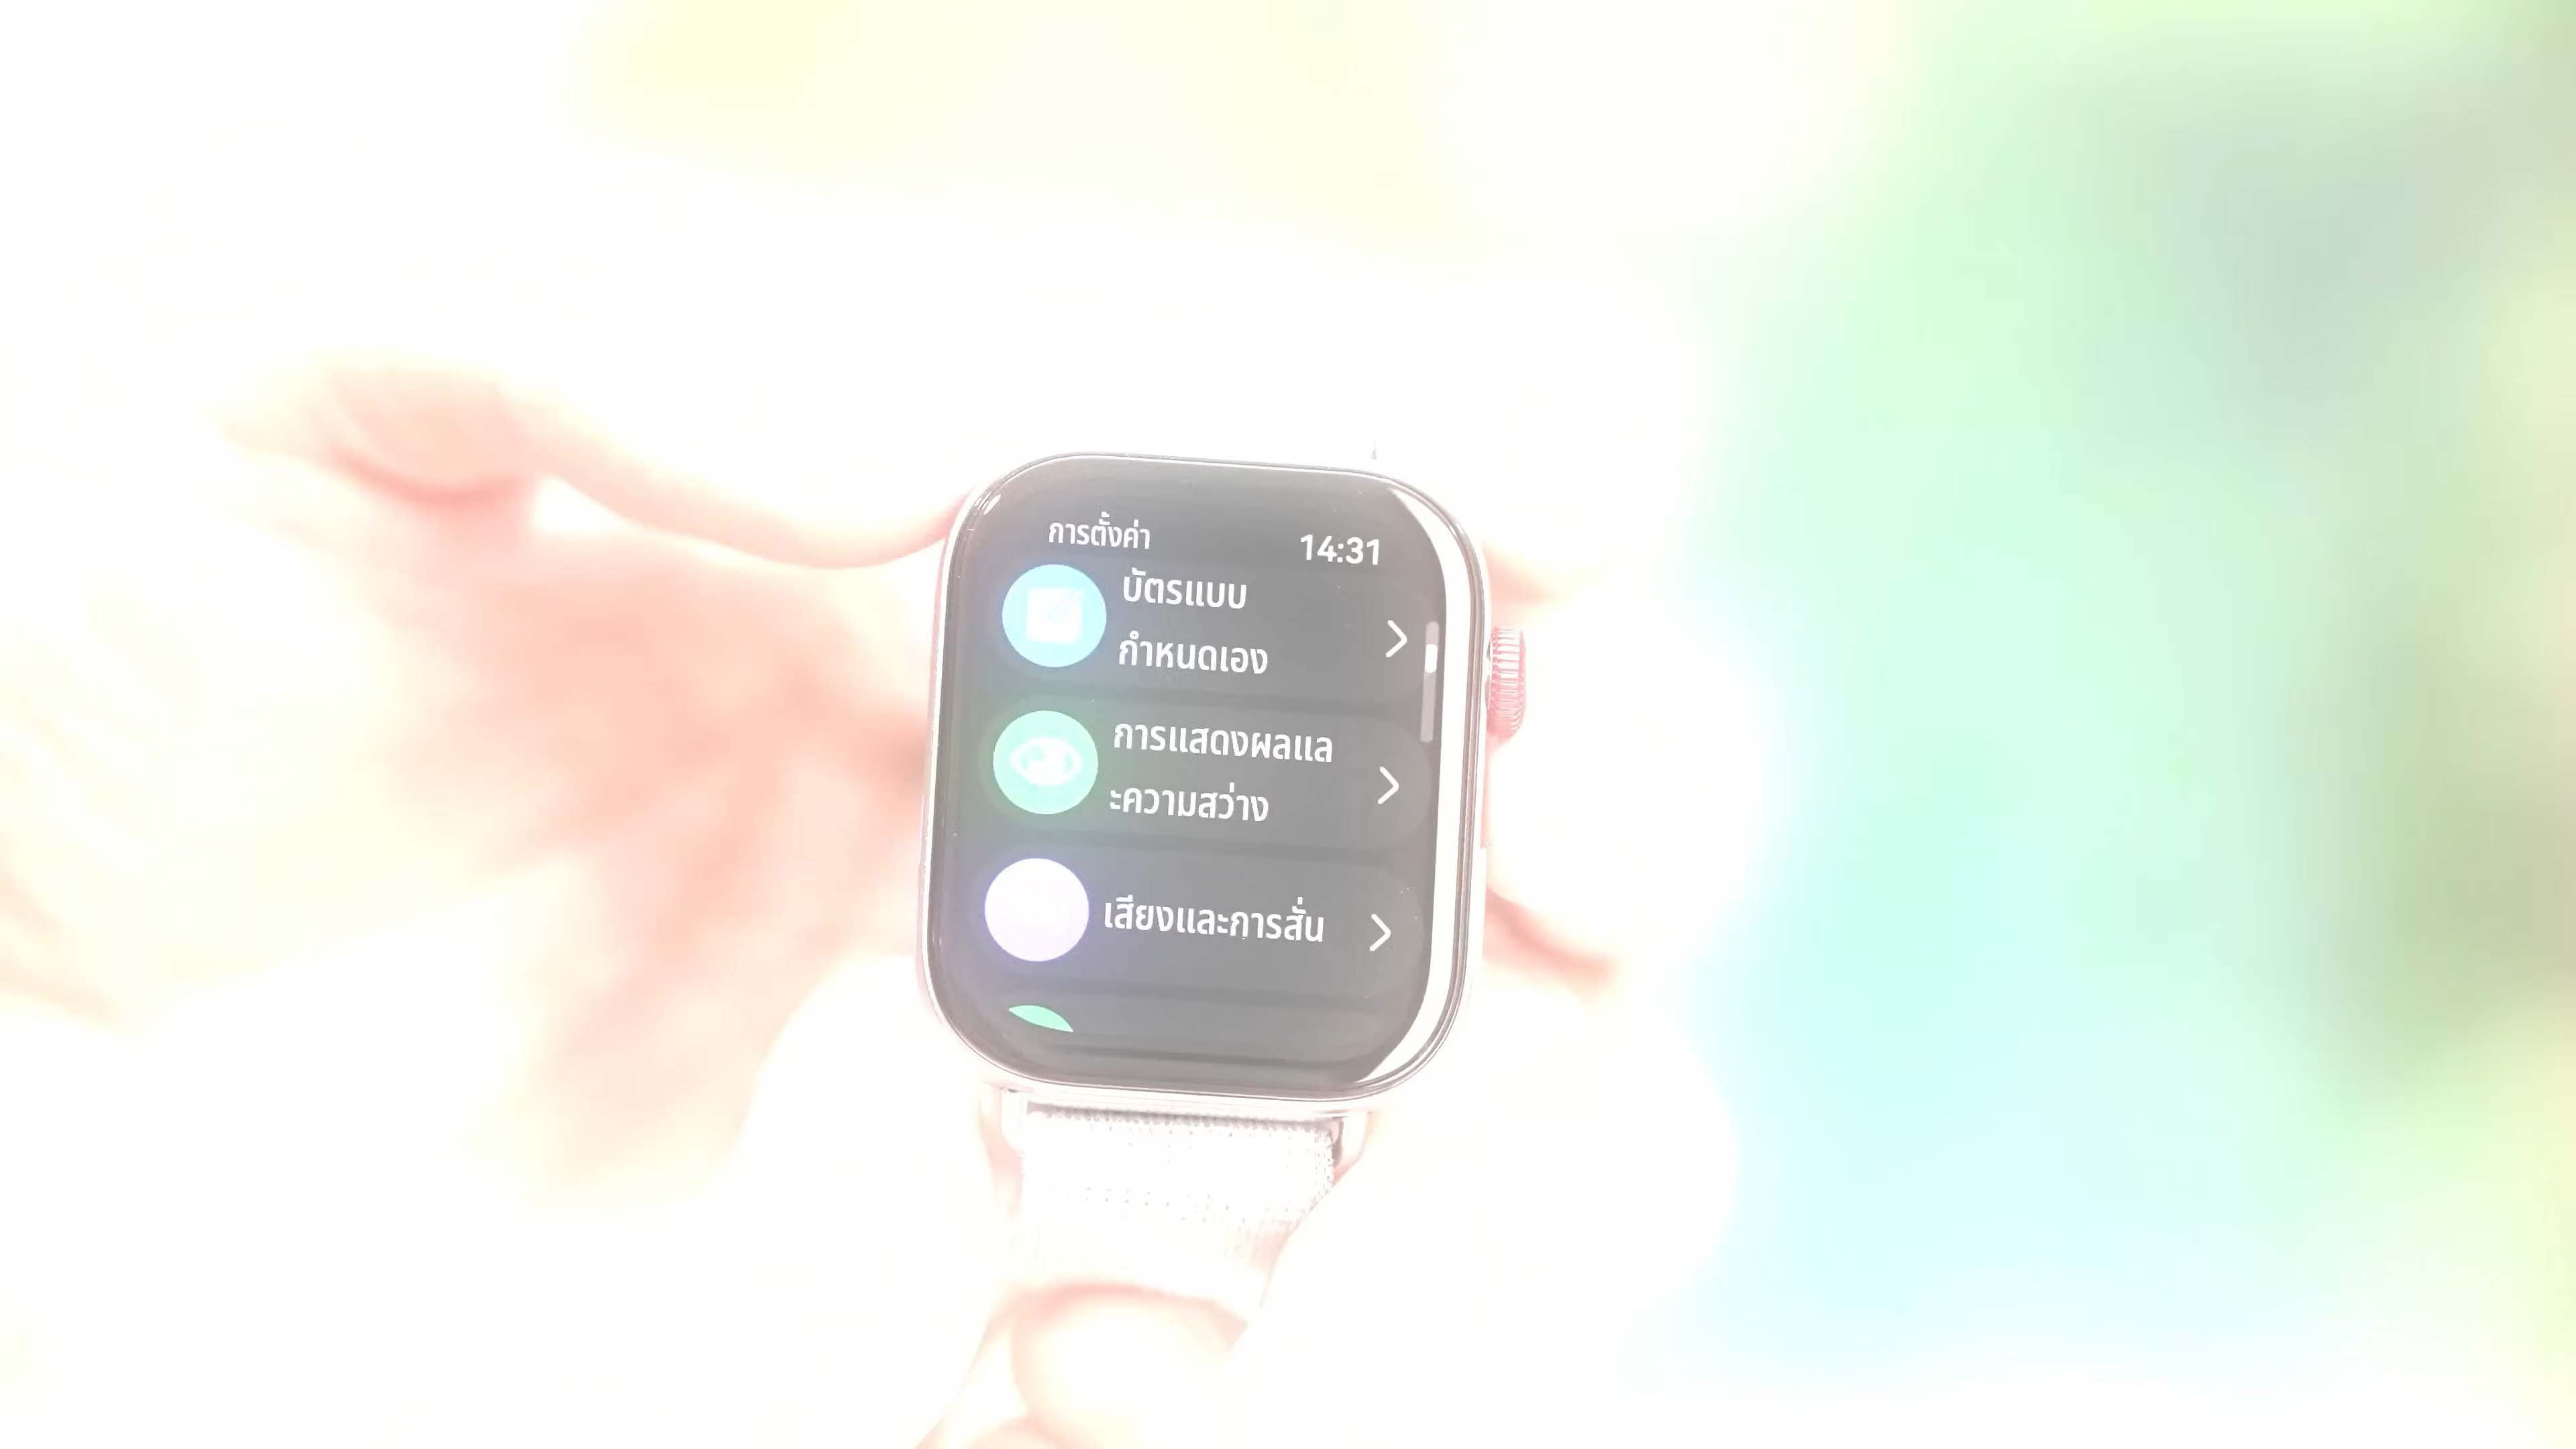 การตั้งค่า 14:31
บัตรแบบ
กำหนดเอง
การแสดงผลแล
ะความสว่าง
เสียงและการสั่น